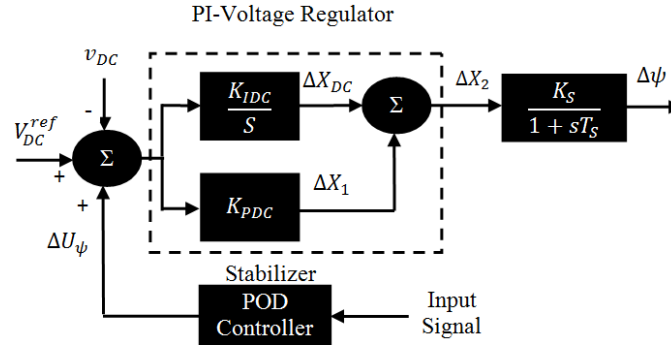 PI-Voltage Regulator
v_DC
-
V_DC^ref
+
+
Σ
K_IDC
S
ΔX_DC
Σ
ΔX_2
K_S
1 + sT_S
Δψ
K_PDC
ΔX_1
ΔU_ψ
Stabilizer
POD
Controller
Input
Signal